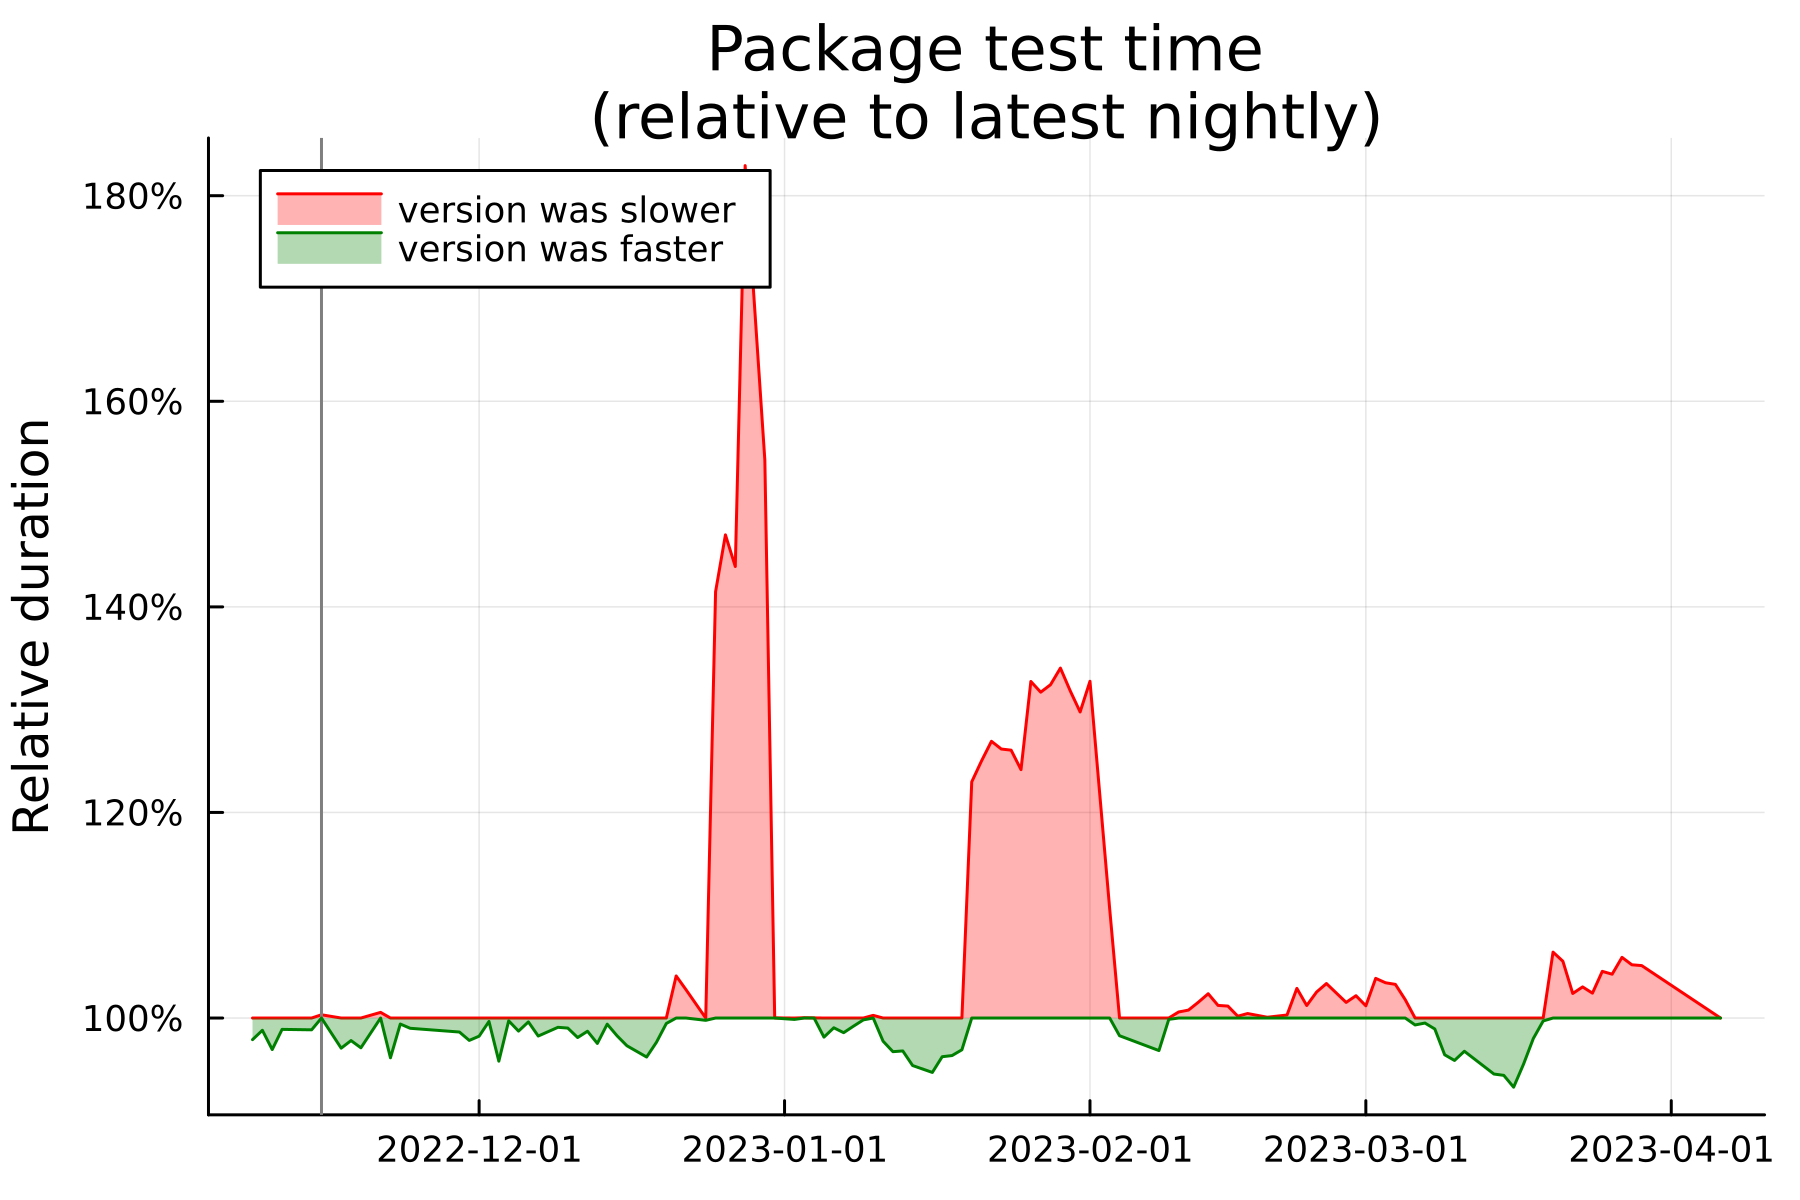 Package test time
(relative to latest nightly)
version was slower
version was faster
Relative duration
180%
160%
140%
120%
100%
2022-12-01
2023-01-01
2023-02-01
2023-03-01
2023-04-01